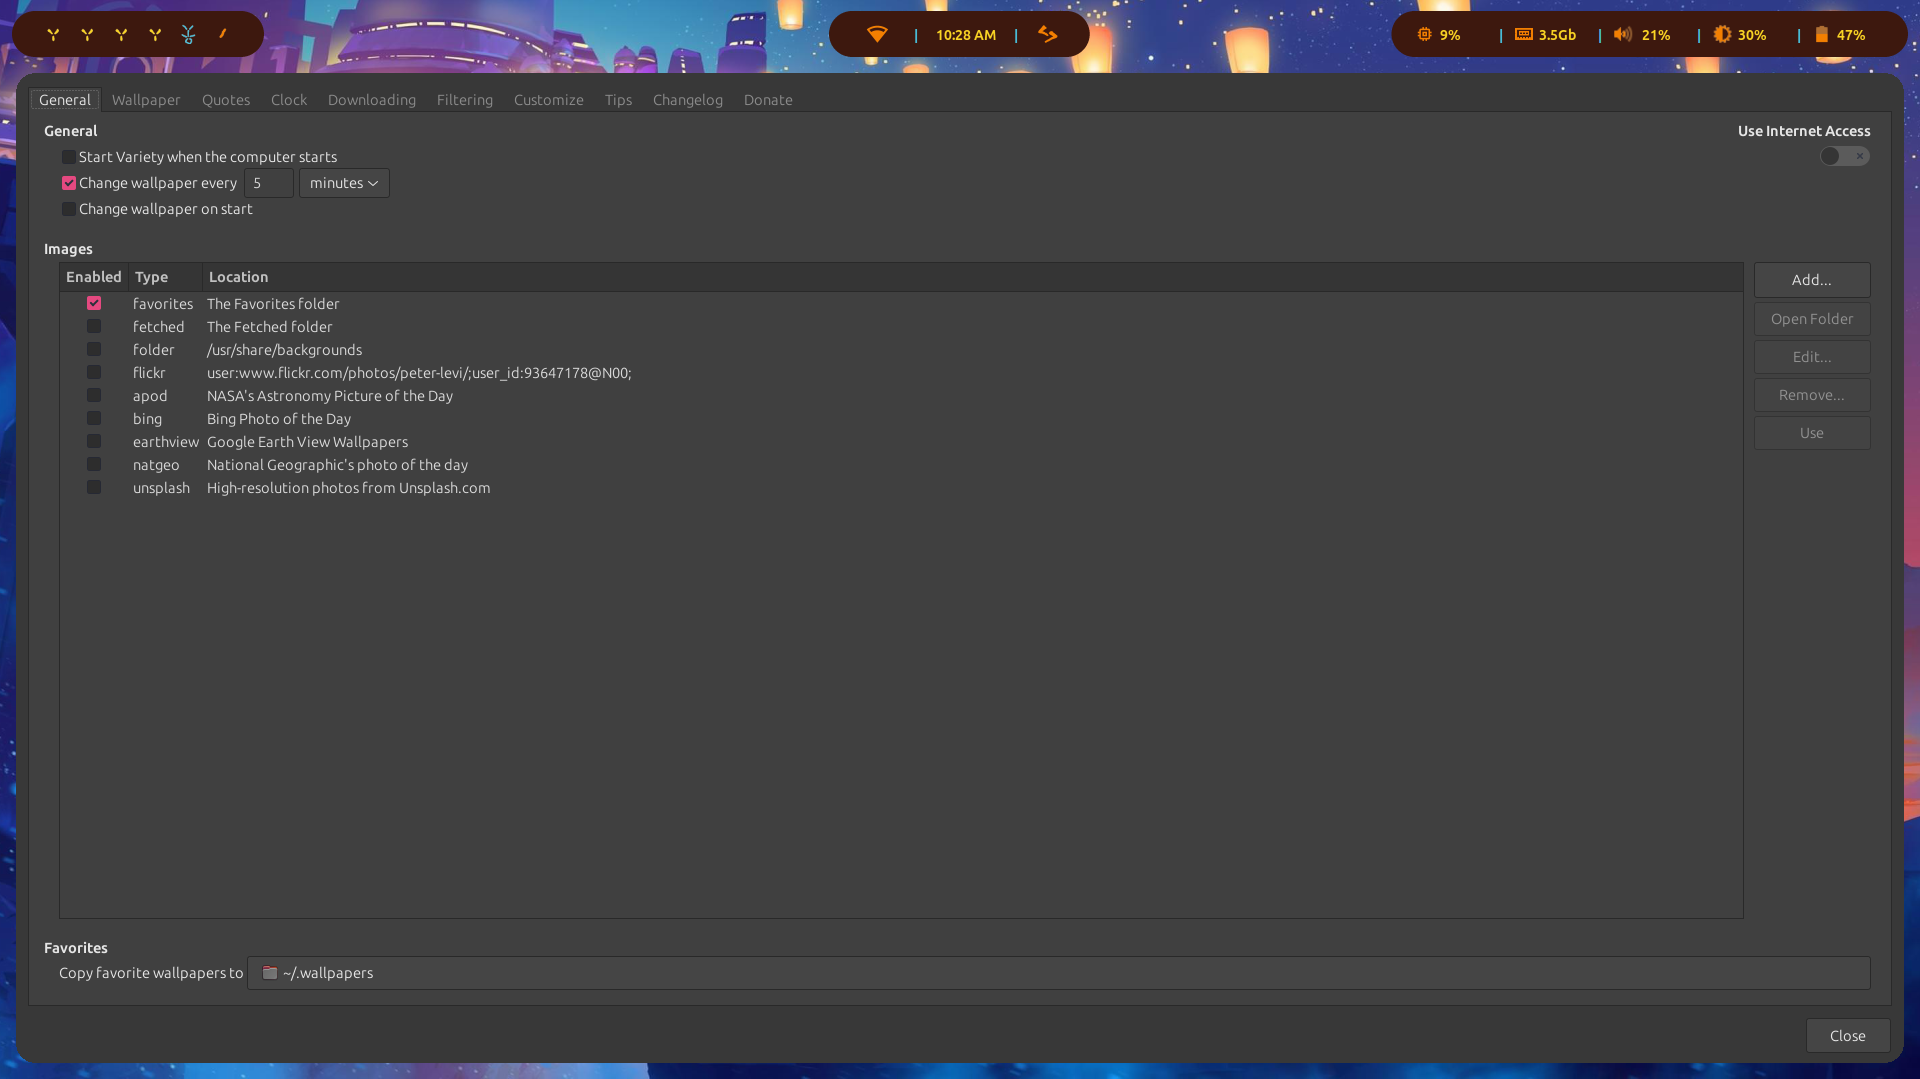 10:28 AM
9% 3.5Gb 21% 30% 47%
General Wallpaper Quotes Clock Downloading Filtering Customize Tips Changelog Donate
General
Use Internet Access
Start Variety when the computer starts
Change wallpaper every 5 minutes
Change wallpaper on start
Images
Enabled Type Location
favorites The Favorites folder
fetched The Fetched folder
folder /usr/share/backgrounds
flickr user:www.flickr.com/photos/peter-levi/;user_id:93647178@N00;
apod NASA's Astronomy Picture of the Day
bing Bing Photo of the Day
earthview Google Earth View Wallpapers
natgeo National Geographic's photo of the day
unsplash High-resolution photos from Unsplash.com
Add...
Open Folder
Edit...
Remove...
Use
Favorites
Copy favorite wallpapers to ~/.wallpapers
Close